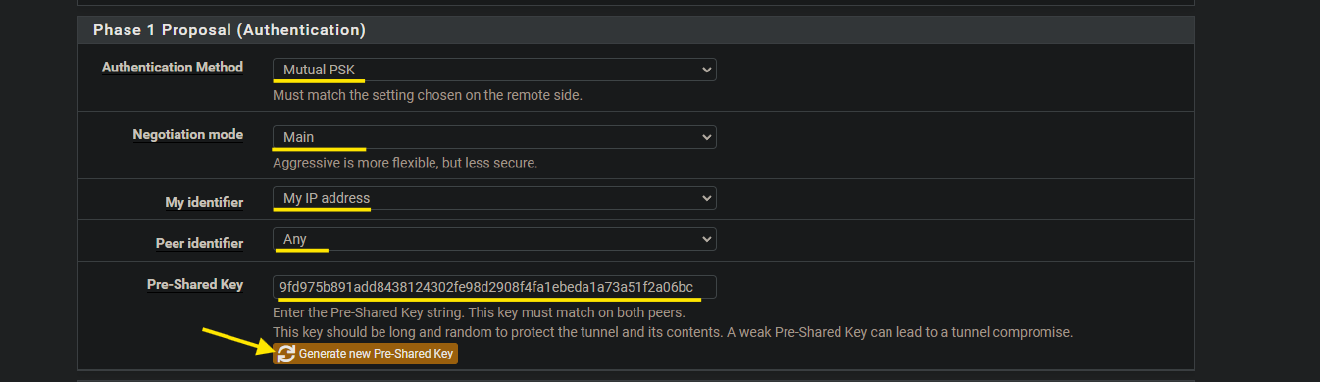 Phase 1 Proposal (Authentication)
Authentication Method
Mutual PSK
Must match the setting chosen on the remote side.
Negotiation mode
Main
Aggressive is more flexible, but less secure.
My identifier
My IP address
Peer identifier
Any
Pre-Shared Key
9fd975b891add8438124302fe98d2908f4fa1ebeda1a73a51f2a06bc
Enter the Pre-Shared Key string. This key must match on both peers.
This key should be long and random to protect the tunnel and its contents. A weak Pre-Shared Key can lead to a tunnel compromise.
Generate new Pre-Shared Key